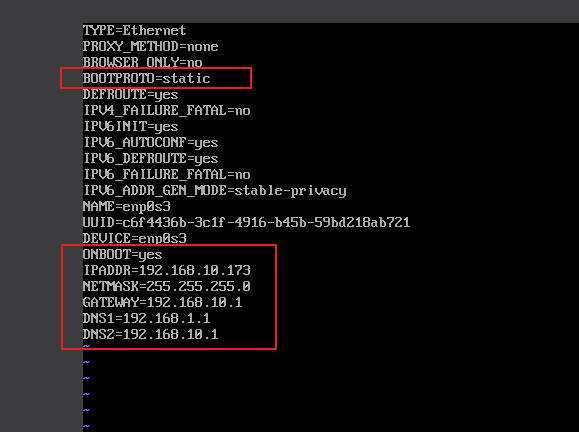 TYPE=Ethernet
PROXY_METHOD=none
BROWSER_ONLY=no
BOOTPROTO=static
DEFROUTE=yes
IPV4_FAILURE_FATAL=no
IPV6INIT=yes
IPV6_AUTOCONF=yes
IPV6_DEFROUTE=yes
IPV6_FAILURE_FATAL=no
IPV6_ADDR_GEN_MODE=stable-privacy
NAME=enp0s3
UUID=c6f4436b-3c1f-4916-b45b-59bd218ab721
DEVICE=enp0s3
ONBOOT=yes
IPADDR=192.168.10.173
NETMASK=255.255.255.0
GATEWAY=192.168.10.1
DNS1=192.168.1.1
DNS2=192.168.10.1
~
~
~
~
~
~